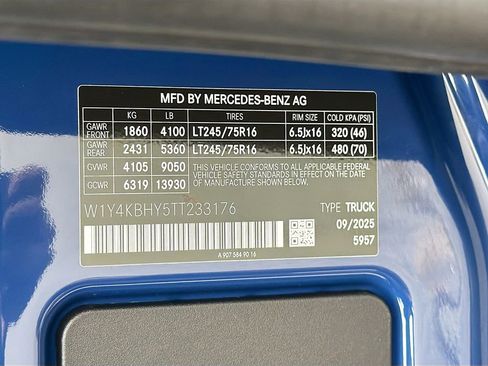 MFD BY MERCEDES-BENZ AG
KG LB TIRES RIM SIZE COLD KPA (PSI)
GAWR FRONT 1860 4100 LT245/75R16 6.5Jx16 320 (46)
GAWR REAR 2431 5360 LT245/75R16 6.5Jx16 480 (70)
GVWR 4105 9050 THIS VEHICLE CONFORMS TO ALL APPLICABLE FEDERAL
GCWR 6319 13930 MOTOR VEHICLE SAFETY STANDARDS IN EFFECT ON THE DATE
OF MANUFACTURE SHOWN BELOW.
W1Y4KBHY5TT233176
TYPE TRUCK
09/2025
5957
A 907 584 90 16